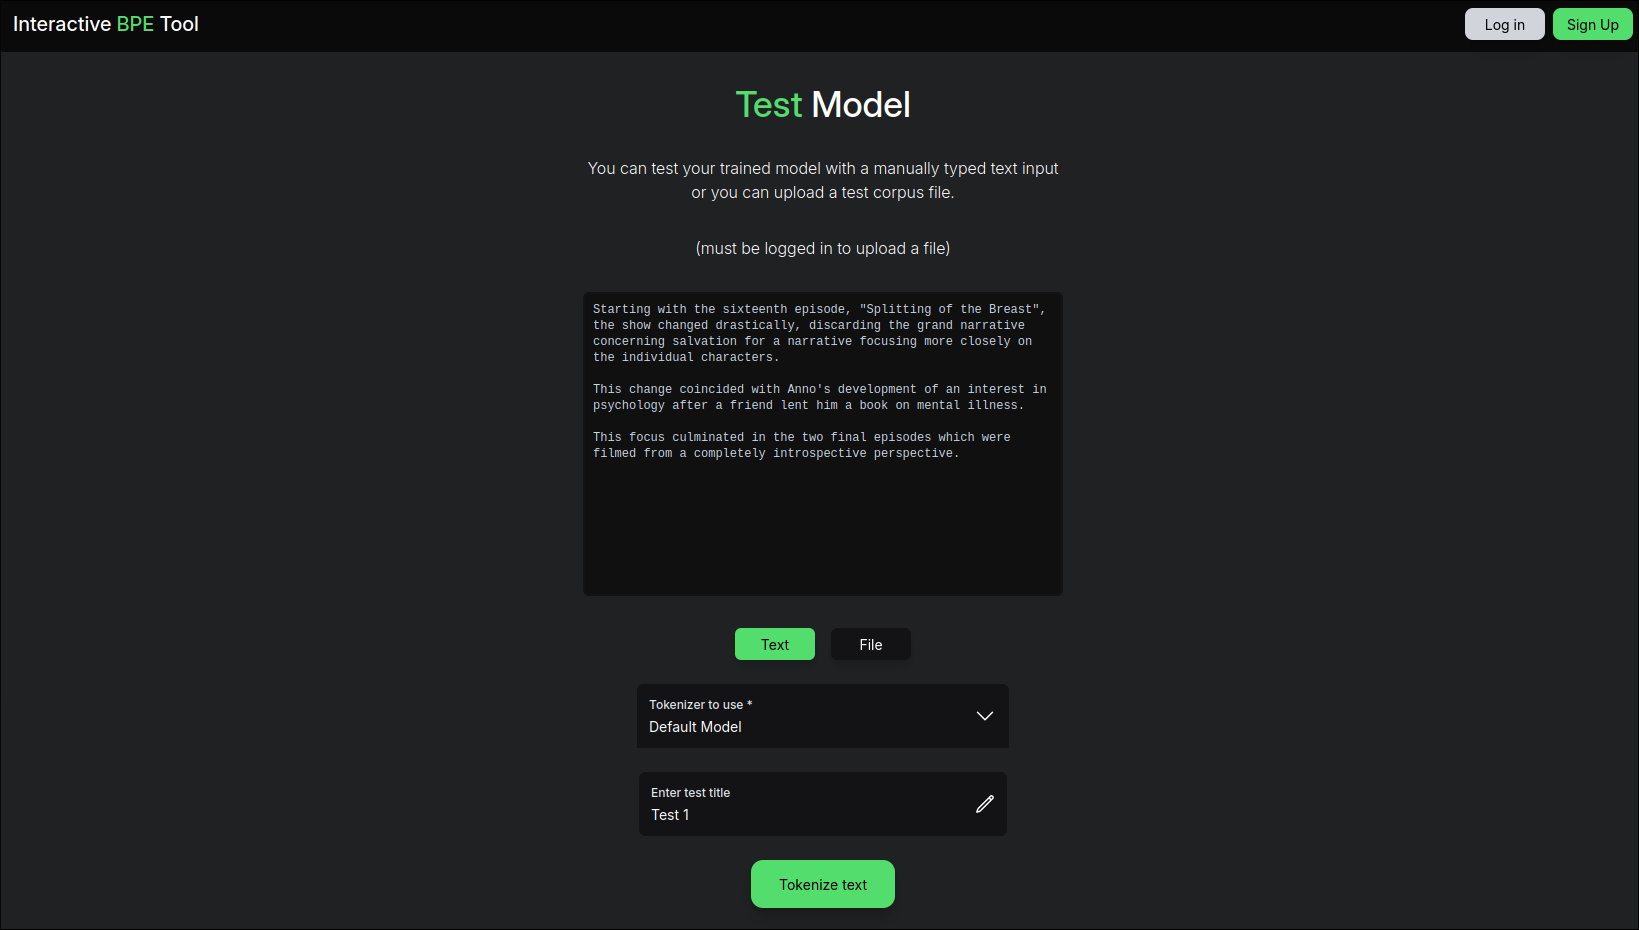 Interactive BPE Tool
Log in
Sign Up
Test Model
You can test your trained model with a manually typed text input
or you can upload a test corpus file.
(must be logged in to upload a file)
Starting with the sixteenth episode, "Splitting of the Breast",
the show changed drastically, discarding the grand narrative
concerning salvation for a narrative focusing more closely on
the individual characters.
This change coincided with Anno's development of an interest in
psychology after a friend lent him a book on mental illness.
This focus culminated in the two final episodes which were
filmed from a completely introspective perspective.
Text
File
Tokenizer to use *
Default Model
Enter test title
Test 1
Tokenize text